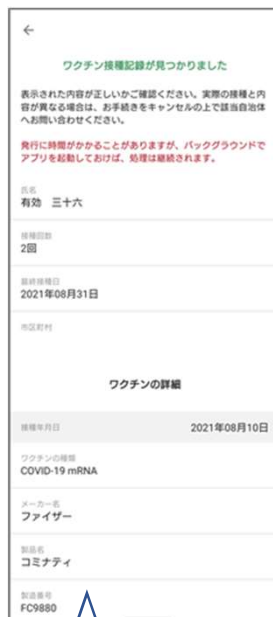 ワクチン接種記録が見つかりました
表示された内容が正しいかご確認ください。実際の接種と内
容が異なる場合は、お手続きをキャンセルの上で該当自治体
へお問い合わせください。
発行に時間がかかることがありますが、バックグラウンドで
アプリを起動しておけば、処理は継続されます。
氏名
有効 三十六
接種回数
2回
最終接種日
2021年08月31日
市区町村
ワクチンの詳細
接種年月日 2021年08月10日
ワクチンの種類
COVID-19 mRNA
メーカー名
ファイザー
製品名
コミナティ
製造番号
FC9880